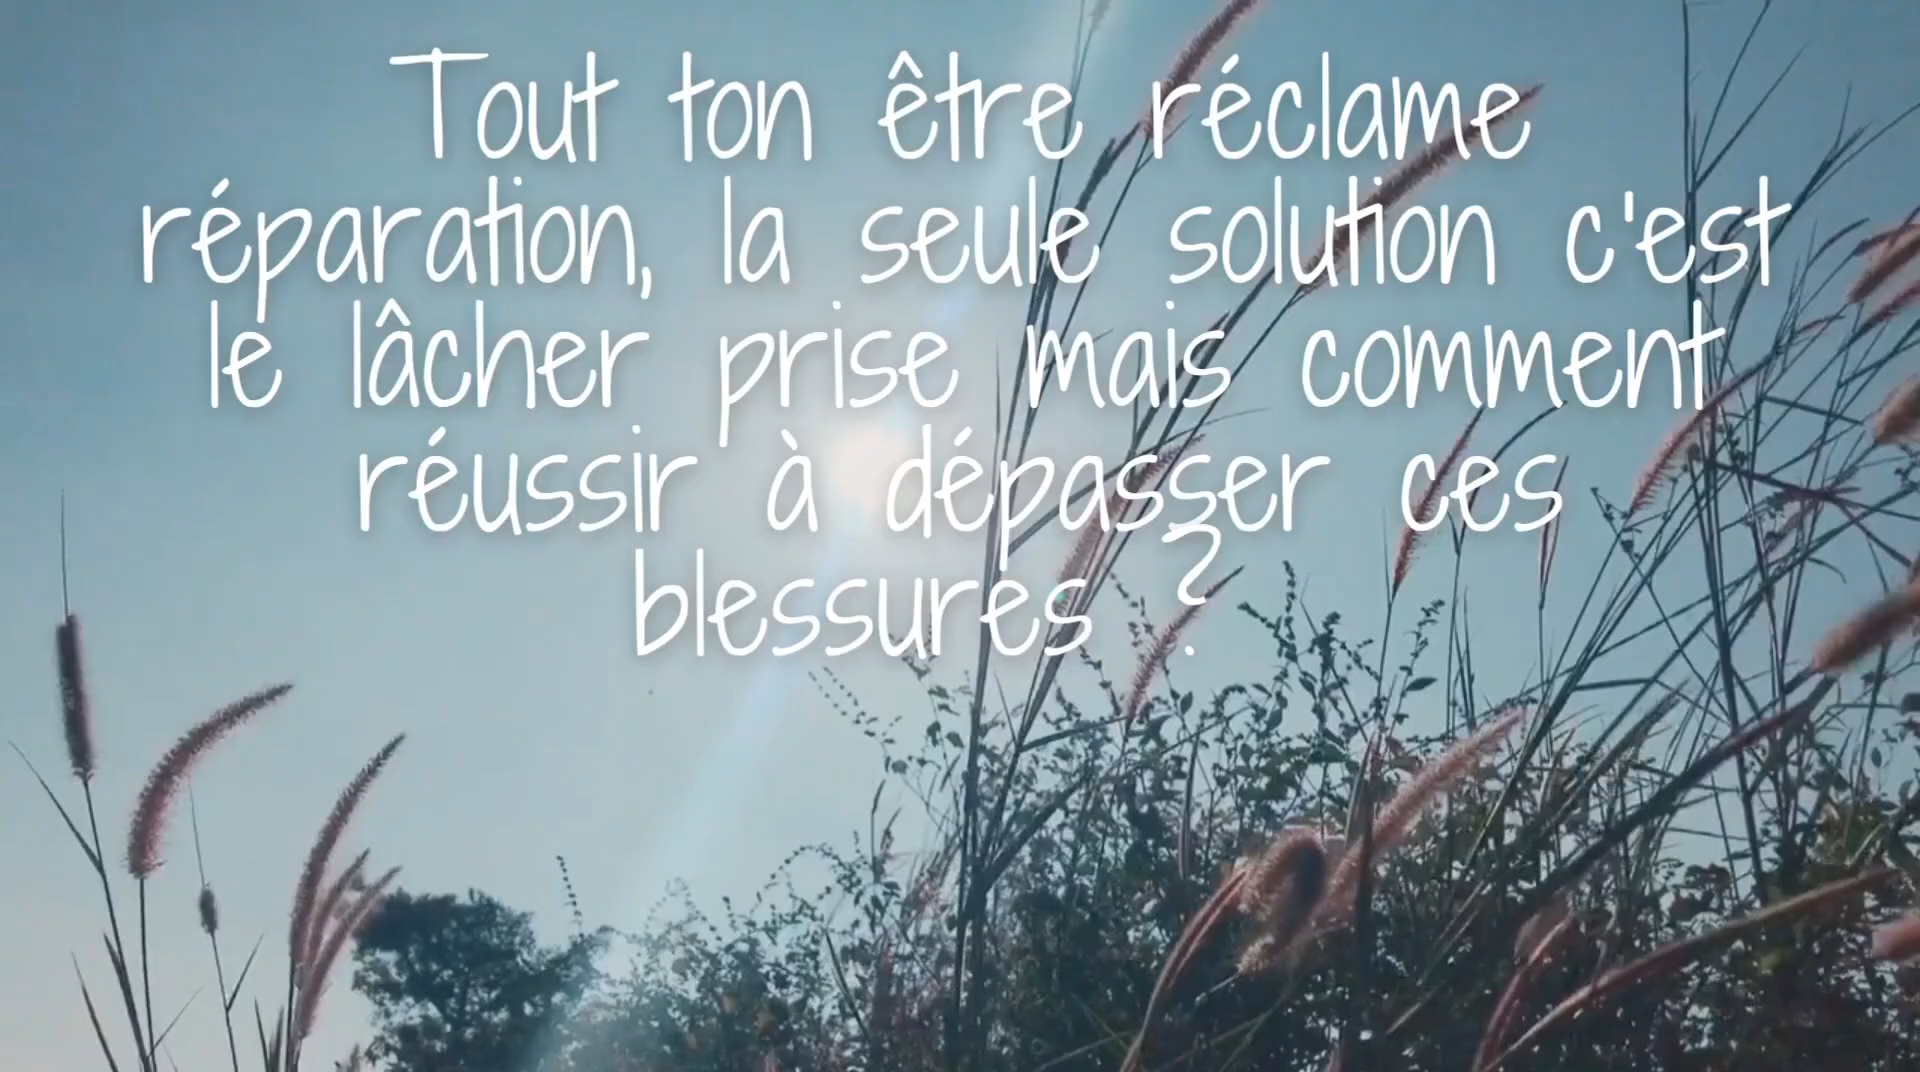 Tout ton être réclame
réparation, la seule solution c'est
le lâcher prise mais comment
réussir à dépasser ces
blessures ?